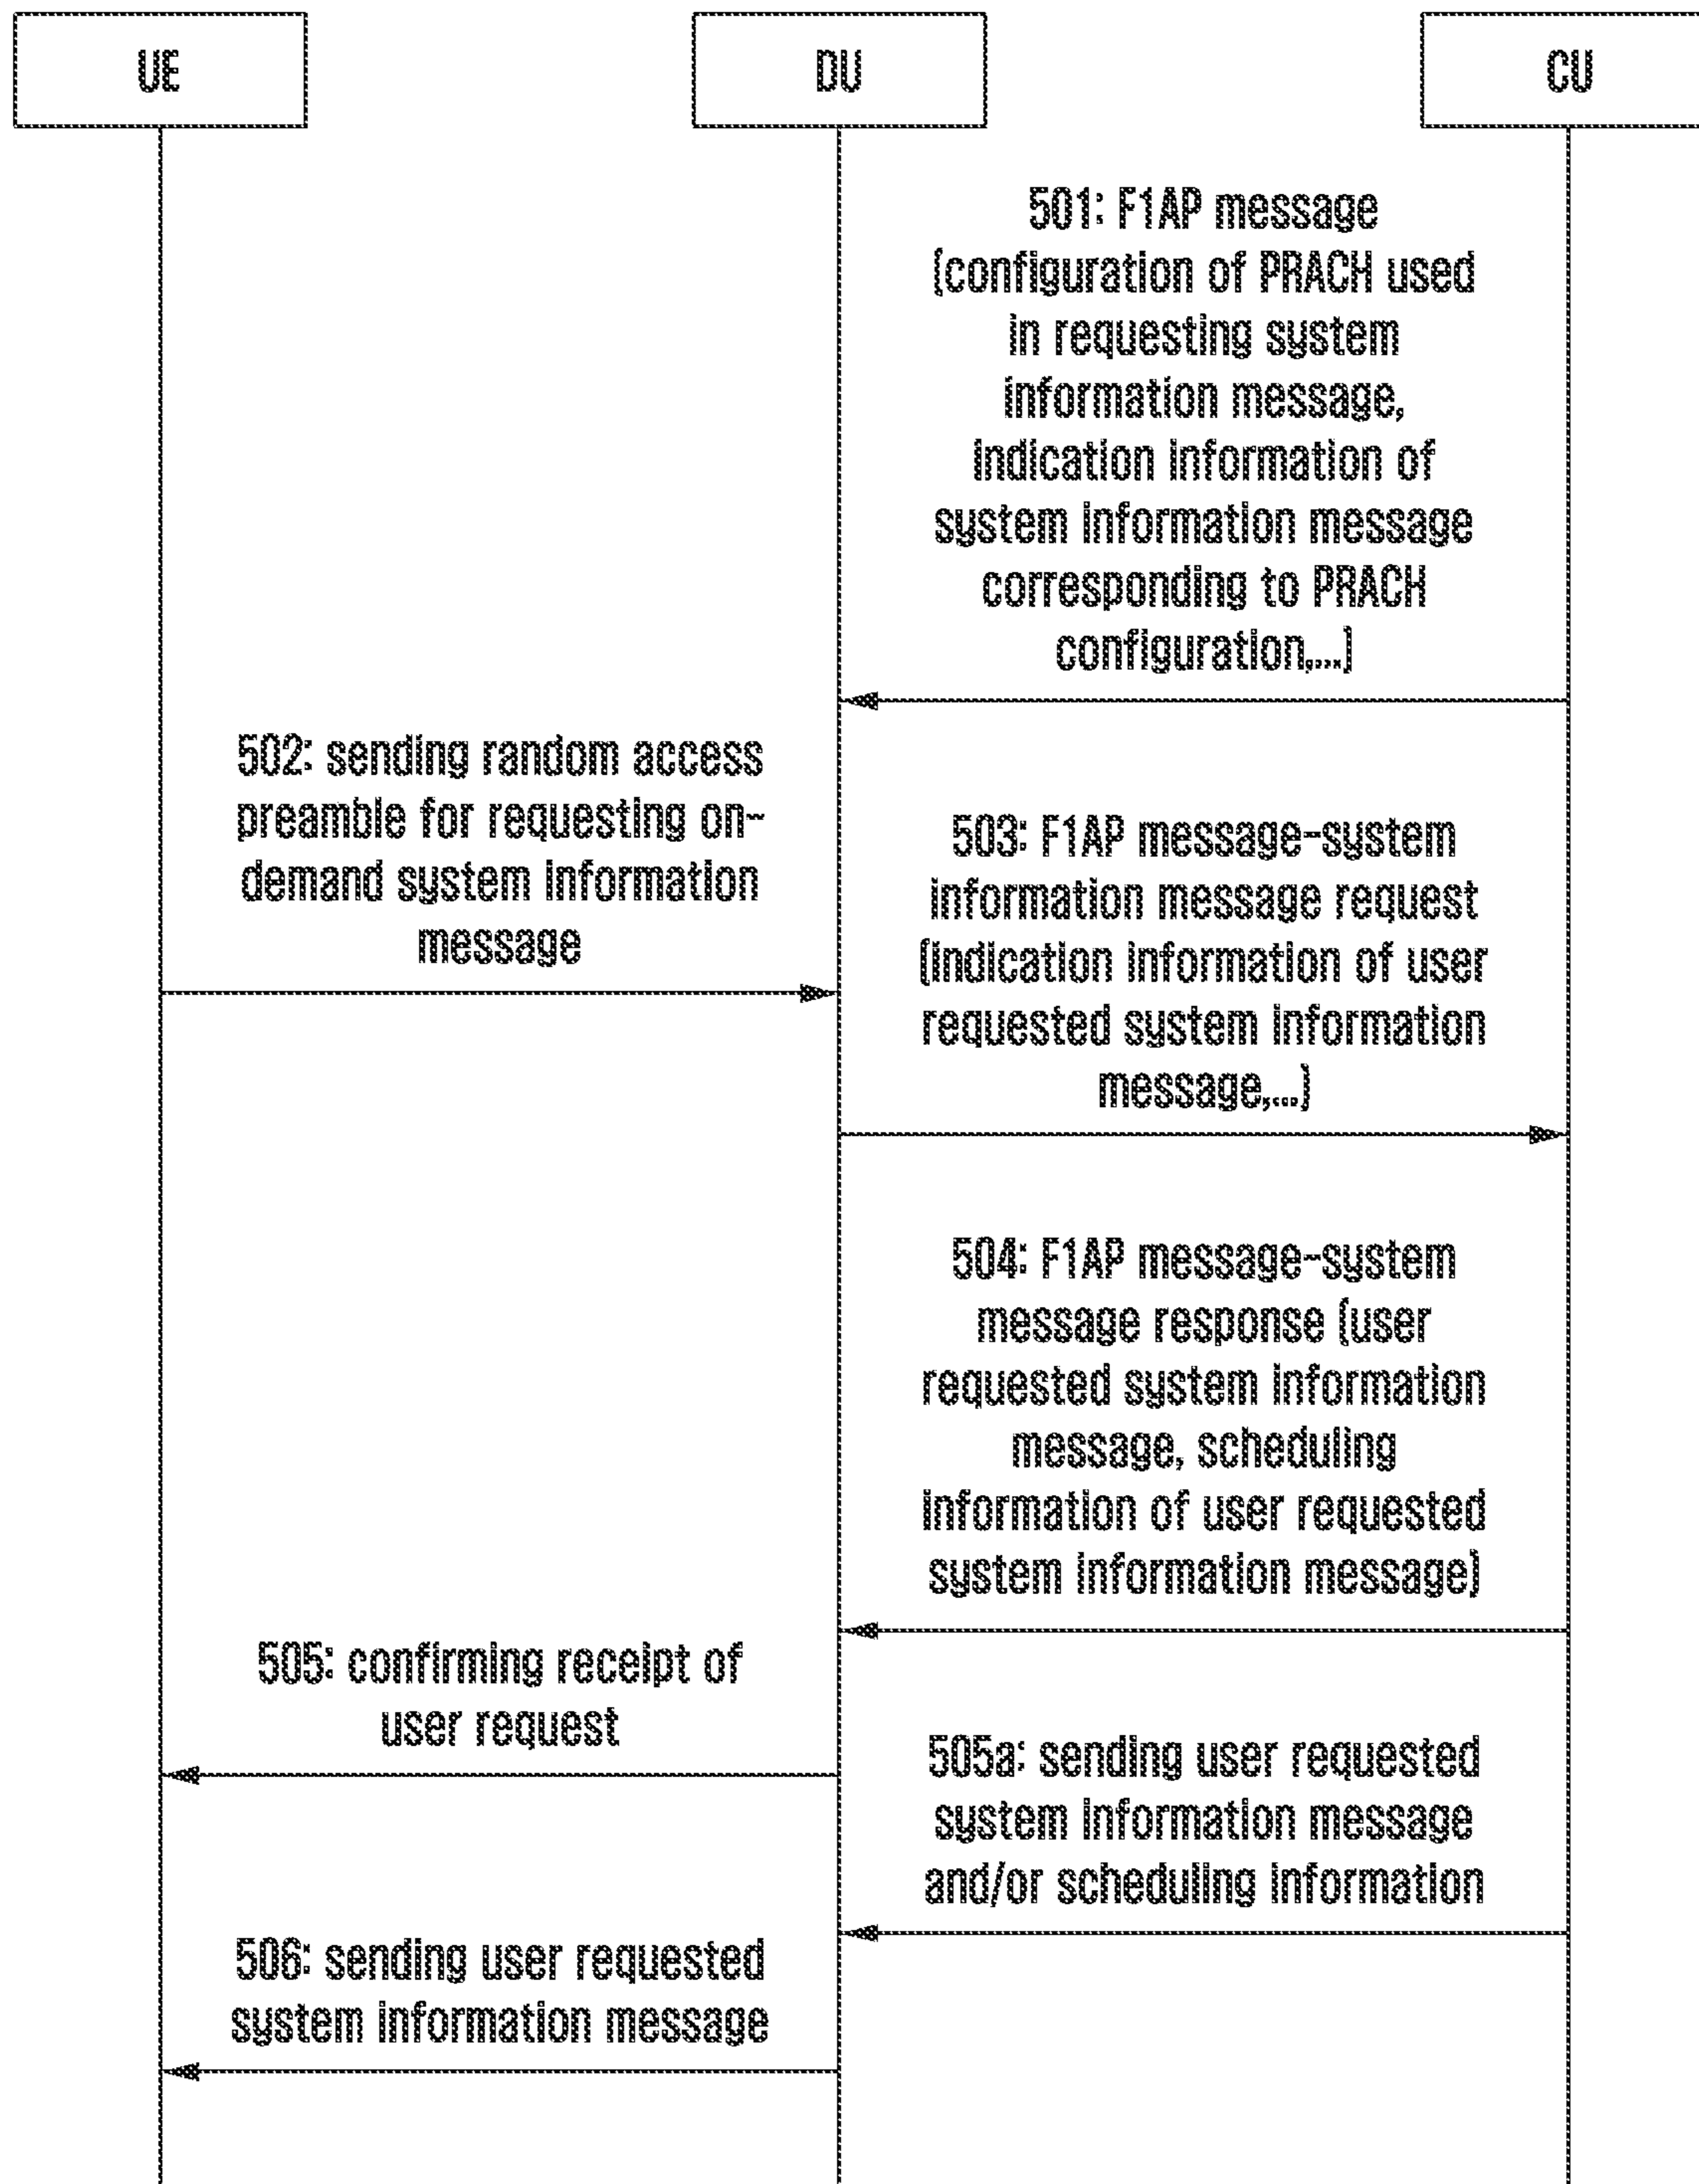 UE
DU
CU
501: F1AP message
(configuration of PRACH used
in requesting system
information message,
indication information of
system information message
corresponding to PRACH
configuration,...)
502: sending random access
preamble for requesting on-
demand system information
message
503: F1AP message-system
information message request
(indication information of user
requested system information
message,...)
504: F1AP message-system
message response (user
requested system information
message, scheduling
information of user requested
system information message)
505: confirming receipt of
user request
505a: sending user requested
system information message
and/or scheduling information
506: sending user requested
system information message